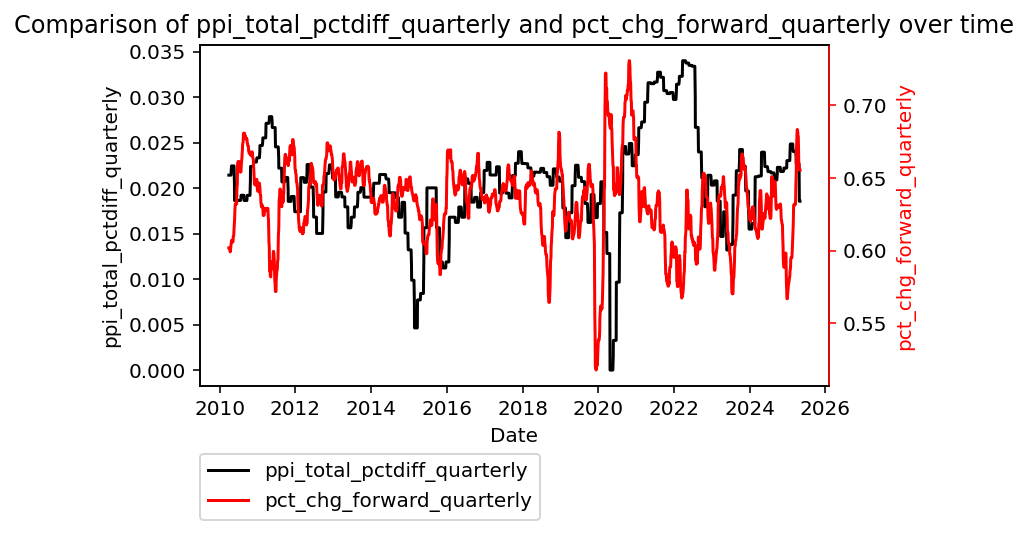 Comparison of ppi_total_pctdiff_quarterly and pct_chg_forward_quarterly over time
ppi_total_pctdiff_quarterly
0.035
0.030
0.025
0.020
0.015
0.010
0.005
0.000
0.70
0.65
0.60
0.55
pct_chg_forward_quarterly
2010 2012 2014 2016 2018 2020 2022 2024 2026
Date
ppi_total_pctdiff_quarterly
pct_chg_forward_quarterly